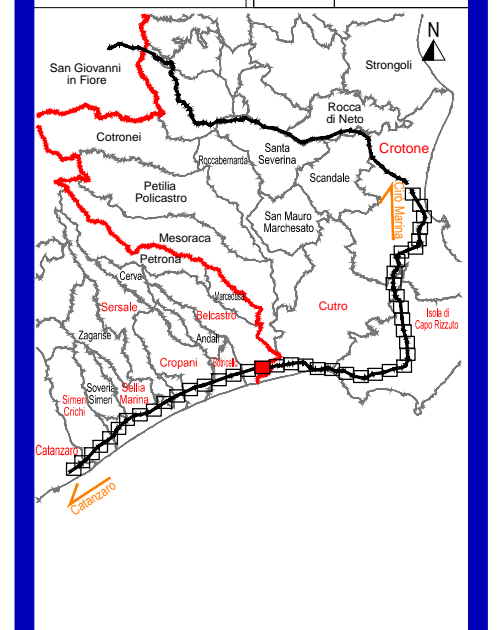 N
Strongoli
San Giovanni
in Fiore
Rocca
di Neto
Cotronei
Crotone
Santa
Severina
Roccabernarda
Scandale
Petilia
Policastro
Ciro Marina
San Mauro
Marchesato
Mesoraca
Petrona
Cerva
Marcedusa
Sersale
Belcastro
Cutro
Isola di
Capo Rizzuto
Zagarise
Andali
Cropani
Botricello
Soveria
Simeri
Sellia
Marina
Simeri
Crichi
Catanzaro
Catanzaro